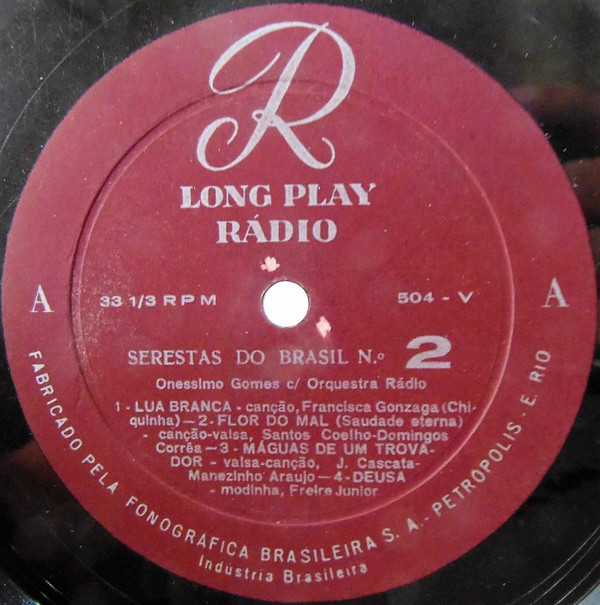 R
LONG PLAY
RÁDIO
A
33 1/3 RPM
504 - V
A
SERESTAS DO BRASIL N.º 2
Onessimo Gomes c/ Orquestra Rádio
1 - LUA BRANCA - canção, Francisca Gonzaga (Chi-
quinha) — 2 - FLOR DO MAL (Saudade eterna)
- canção-valsa, Santos Coelho-Domingos
Corrêa — 3 - MÁGUAS DE UM TROVA-
DOR - valsa-canção, J. Cascata-
Manezinho Araujo — 4 - DEUSA
- modinha, Freire Junior
FABRICADO PELA FONOGRÁFICA BRASILEIRA S. A. - PETROPOLIS - E. RIO
Indústria Brasileira